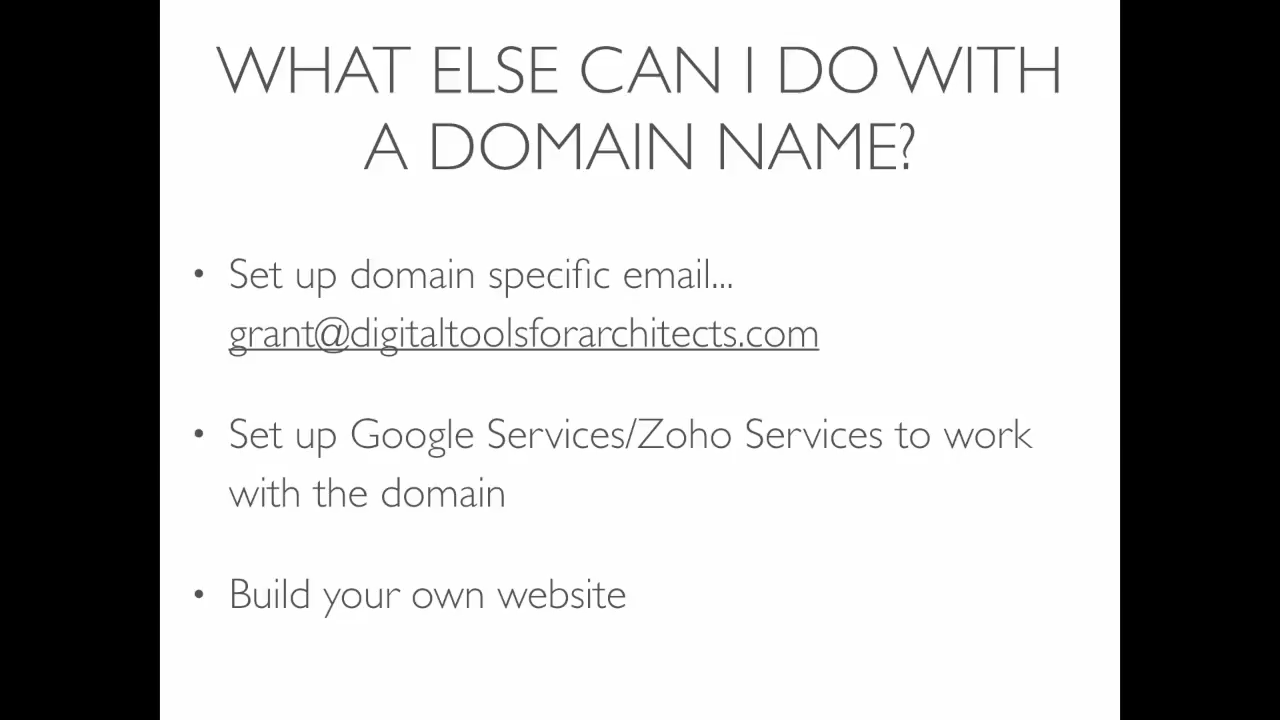 WHAT ELSE CAN I DO WITH
A DOMAIN NAME?
• Set up domain specific email...
grant@digitaltoolsforarchitects.com
• Set up Google Services/Zoho Services to work
with the domain
• Build your own website